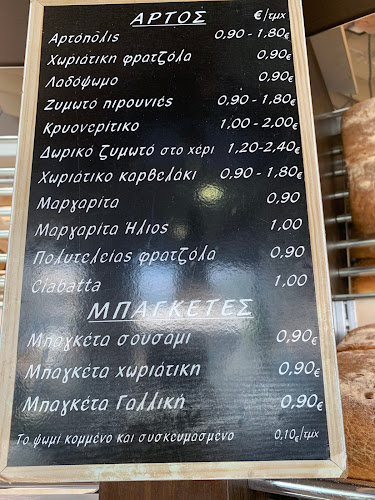 ΑΡΤΟΣ €/τμχ
Αρτόπόλις 0,90 - 1,80€
Χωριάτικη φρατζόλα 0,90€
Λαδόψωμο 0,90€
Ζυμωτό πιρουνιές 0,90 - 1,80€
Κρυονερίτικο 1,00 - 2,00€
Δωρικό ζυμωτό στο χέρι 1,20-2,40€
Χωριάτικο καρβελάκι 0,90 - 1,80€
Μαργαρίτα 0,90
Μαργαρίτα Ήλιος 1,00
Πολυτελείας φρατζόλα 0,90
Ciabatta 1,00
ΜΠΑΓΚΕΤΕΣ
Μπαγκέτα σουσάμι 0,90€
Μπαγκέτα χωριάτικη 0,90€
Μπαγκέτα Γαλλική 0,90€
Το ψωμί κομμένο και συσκευμασμένο 0,10€/τμχ